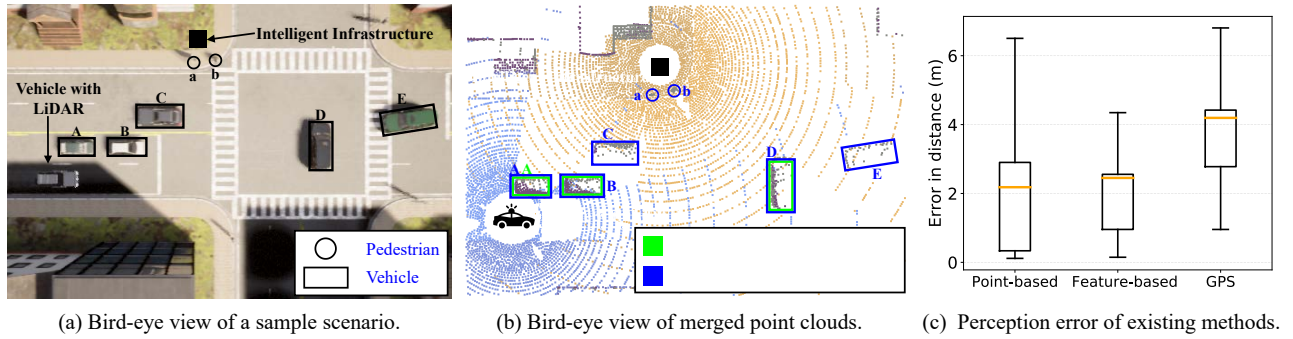 Intelligent Infrastructure
a
b
Vehicle with
LiDAR
C
A
B
D
E
Pedestrian
Vehicle
(a) Bird-eye view of a sample scenario.
a
b
C
D
E
A
A
B
(b) Bird-eye view of merged point clouds.
Error in distance (m)
6
4
2
0
Point-based
Feature-based
GPS
(c) Perception error of existing methods.